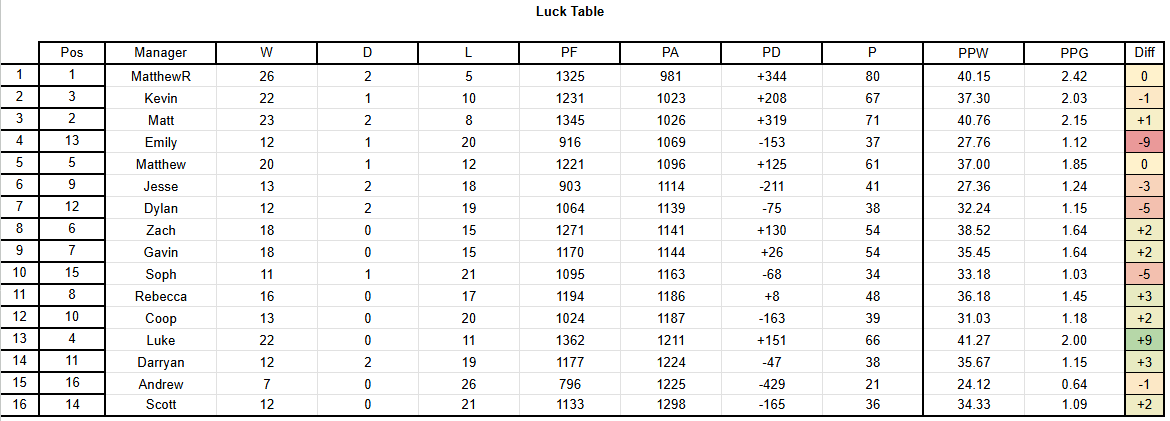 Luck Table
Pos Manager W D L PF PA PD P PPW PPG Diff
1 1 MatthewR 26 2 5 1325 981 +344 80 40.15 2.42 0
2 3 Kevin 22 1 10 1231 1023 +208 67 37.30 2.03 -1
3 2 Matt 23 2 8 1345 1026 +319 71 40.76 2.15 +1
4 13 Emily 12 1 20 916 1069 -153 37 27.76 1.12 -9
5 5 Matthew 20 1 12 1221 1096 +125 61 37.00 1.85 0
6 9 Jesse 13 2 18 903 1114 -211 41 27.36 1.24 -3
7 12 Dylan 12 2 19 1064 1139 -75 38 32.24 1.15 -5
8 6 Zach 18 0 15 1271 1141 +130 54 38.52 1.64 +2
9 7 Gavin 18 0 15 1170 1144 +26 54 35.45 1.64 +2
10 15 Soph 11 1 21 1095 1163 -68 34 33.18 1.03 -5
11 8 Rebecca 16 0 17 1194 1186 +8 48 36.18 1.45 +3
12 10 Coop 13 0 20 1024 1187 -163 39 31.03 1.18 +2
13 4 Luke 22 0 11 1362 1211 +151 66 41.27 2.00 +9
14 11 Darryan 12 2 19 1177 1224 -47 38 35.67 1.15 +3
15 16 Andrew 7 0 26 796 1225 -429 21 24.12 0.64 -1
16 14 Scott 12 0 21 1133 1298 -165 36 34.33 1.09 +2